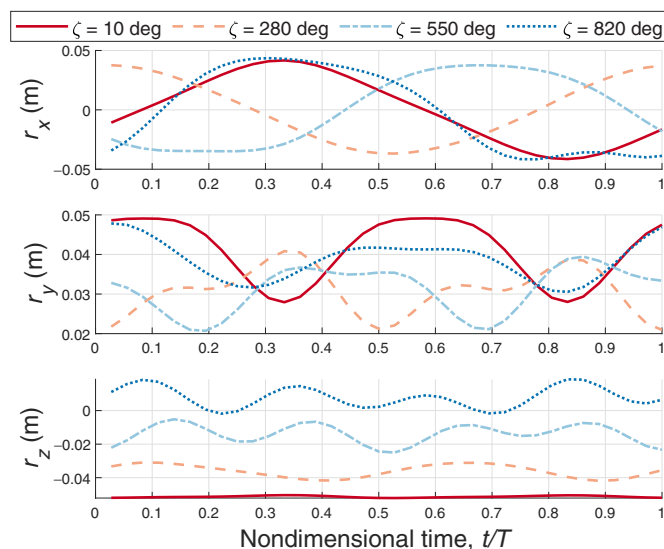 ζ = 10 deg ζ = 280 deg ζ = 550 deg ζ = 820 deg
0.05
0
−0.05
r_x (m)
0 0.1 0.2 0.3 0.4 0.5 0.6 0.7 0.8 0.9 1
0.05
0.04
0.03
0.02
r_y (m)
0 0.1 0.2 0.3 0.4 0.5 0.6 0.7 0.8 0.9 1
0
−0.02
−0.04
r_z (m)
0 0.1 0.2 0.3 0.4 0.5 0.6 0.7 0.8 0.9 1
Nondimensional time, t/T